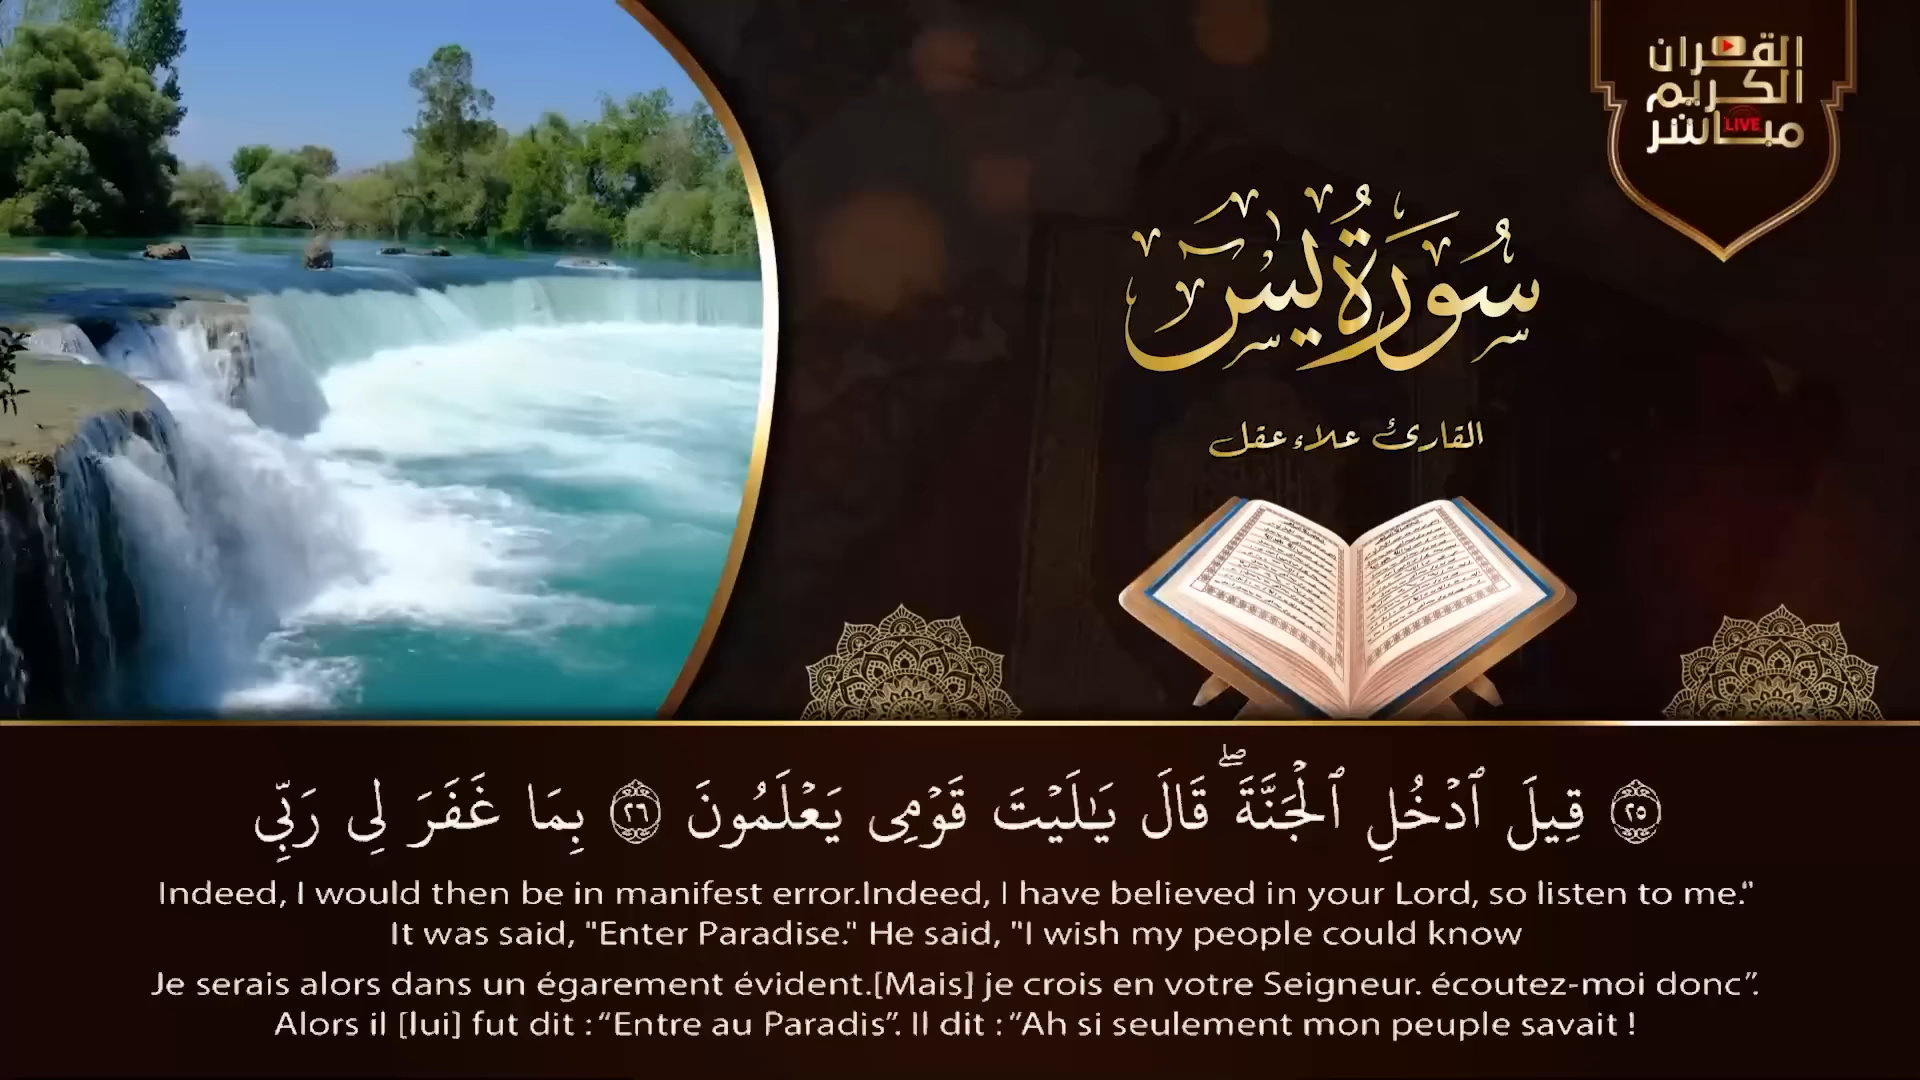 القرآن
الكريم
مباشر
LIVE
سُورَةُ يسٓ
القارئ علاء عقل
٢٥ قِيلَ ٱدْخُلِ ٱلْجَنَّةَ ۖ قَالَ يَٰلَيْتَ قَوْمِى يَعْلَمُونَ ٢٦ بِمَا غَفَرَ لِى رَبِّى
Indeed, I would then be in manifest error.Indeed, I have believed in your Lord, so listen to me."
It was said, "Enter Paradise." He said, "I wish my people could know
Je serais alors dans un égarement évident.[Mais] je crois en votre Seigneur. écoutez-moi donc”.
Alors il [lui] fut dit : “Entre au Paradis”. Il dit : “Ah si seulement mon peuple savait !